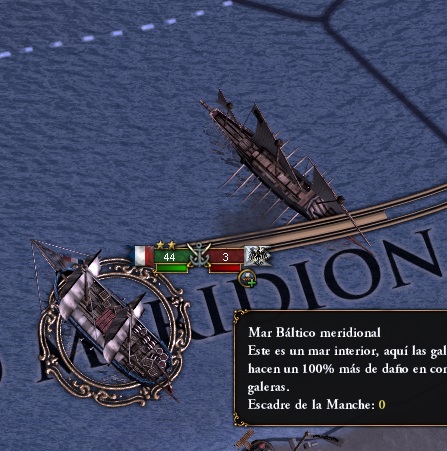 44
3
MERIDION
Mar Báltico meridional
Este es un mar interior, aquí las gal
hacen un 100% más de daño en con
galeras.
Escadre de la Manche: 0